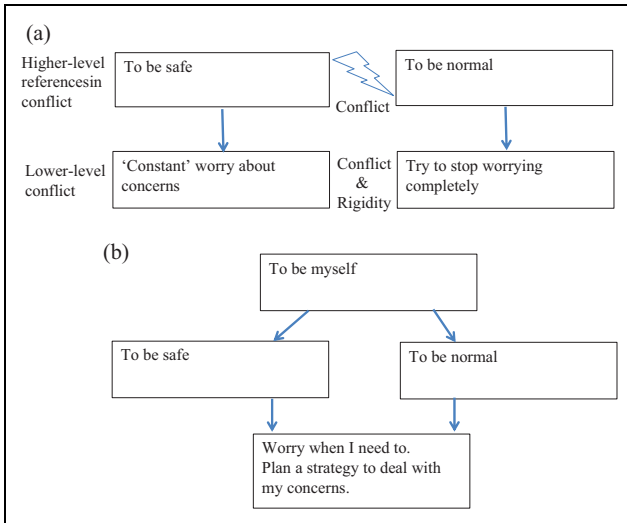 (a)
Higher-level
referencesin
conflict
To be safe
Conflict
To be normal
Lower-level
conflict
‘Constant’ worry about
concerns
Conflict
&
Rigidity
Try to stop worrying
completely
(b)
To be myself
To be safe
To be normal
Worry when I need to.
Plan a strategy to deal with
my concerns.